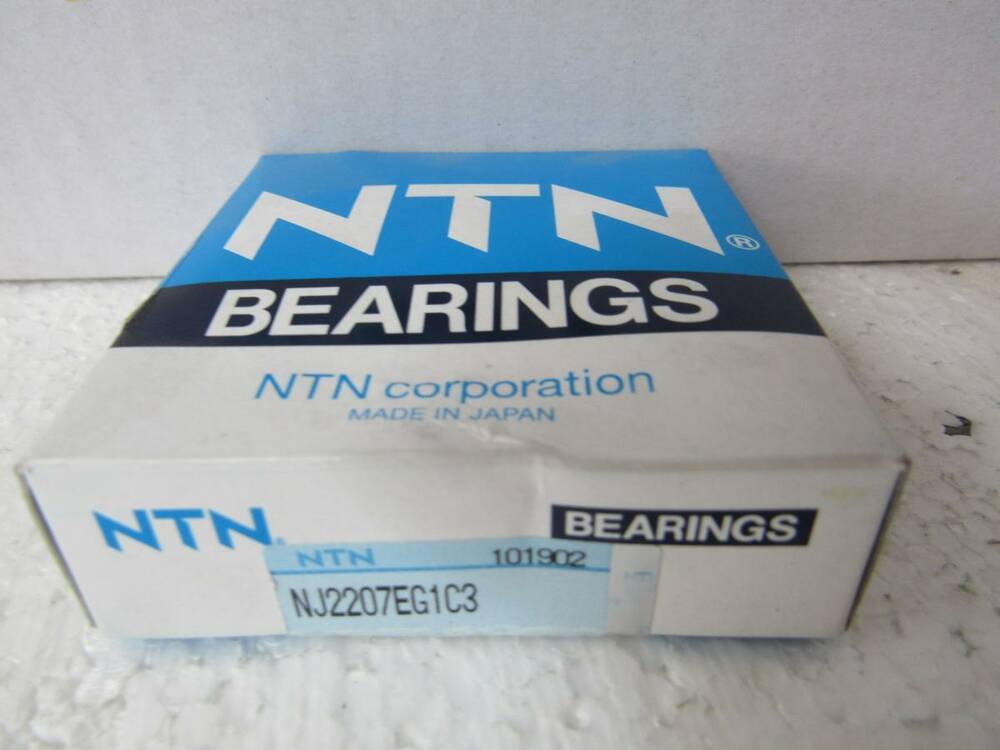 NTN®
BEARINGS
NTN corporation
MADE IN JAPAN
NTN®
BEARINGS
NTN 101902
NJ2207EG1C3